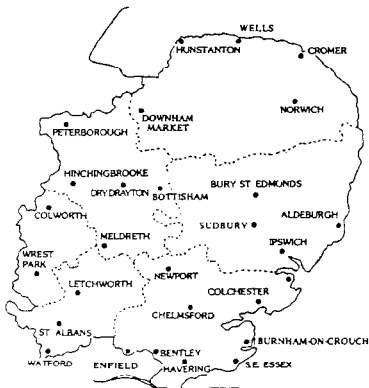 WELLS
HUNSTANTON
CROMER
DOWNHAM
MARKET
NORWICH
PETERBOROUGH
HINCHINGBROOKE
DRY DRAYTON
BOTTISHAM
BURY ST EDMUNDS
COLWORTH
SUDBURY
ALDEBURGH
MELDRETH
IPSWICH
WREST
PARK
NEWPORT
LETCHWORTH
COLCHESTER
CHELMSFORD
ST ALBANS
BURNHAM-ON-CROUCH
WATFORD
ENFIELD
BENTLEY
HAVERING
S.E. ESSEX